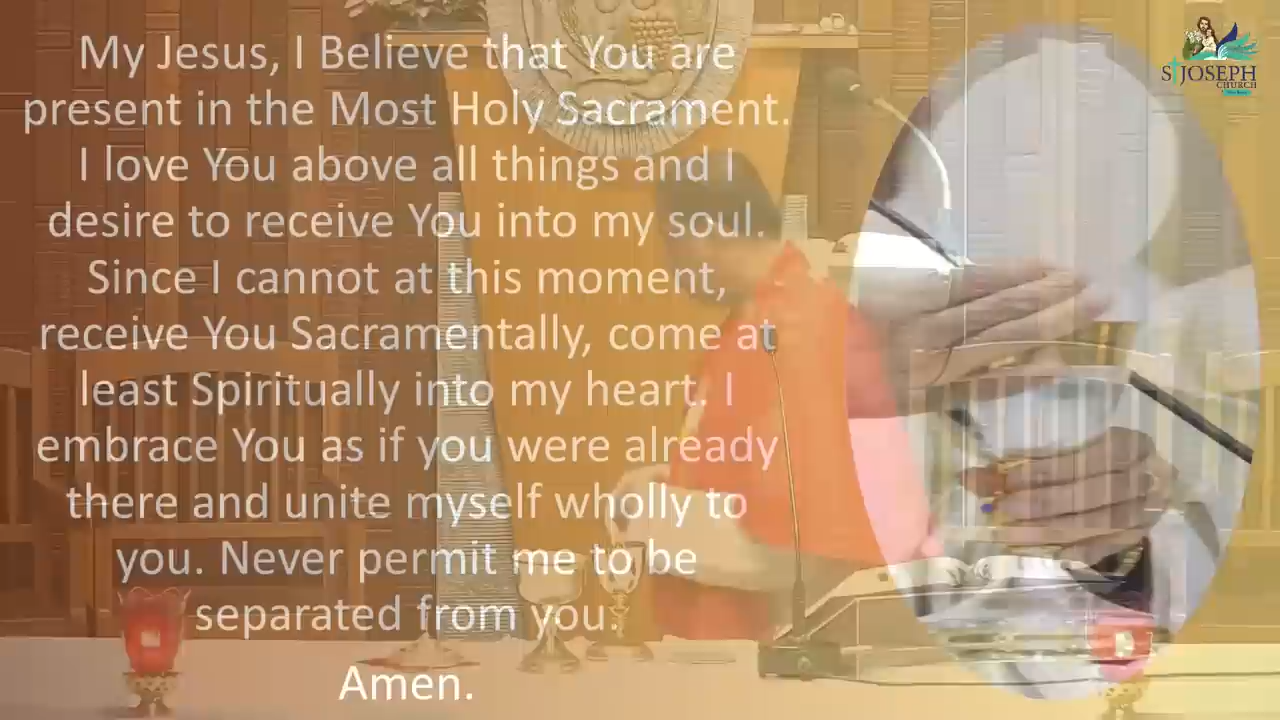 My Jesus, I Believe that You are
present in the Most Holy Sacrament.
I love You above all things and I
desire to receive You into my soul.
Since I cannot at this moment,
receive You Sacramentally, come at
least Spiritually into my heart. I
embrace You as if you were already
there and unite myself wholly to
you. Never permit me to be
separated from you.
Amen.
ST JOSEPH
CHURCH